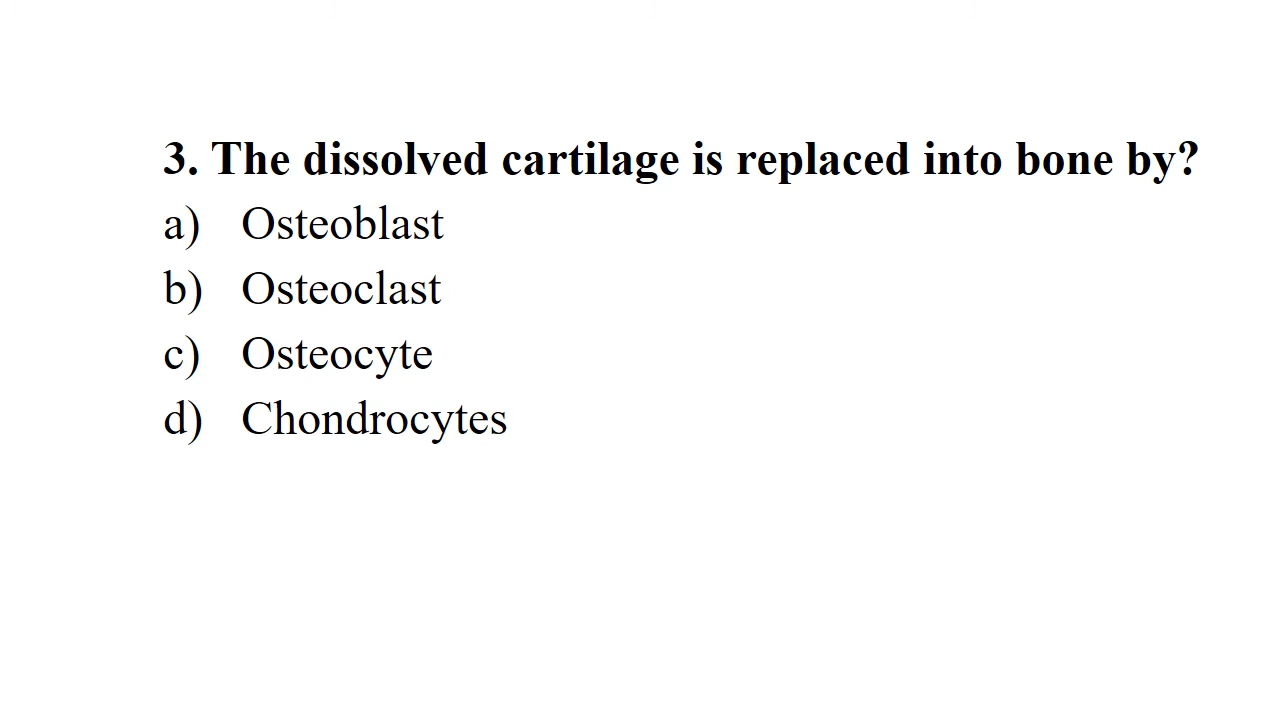 3. The dissolved cartilage is replaced into bone by?
a) Osteoblast
b) Osteoclast
c) Osteocyte
d) Chondrocytes